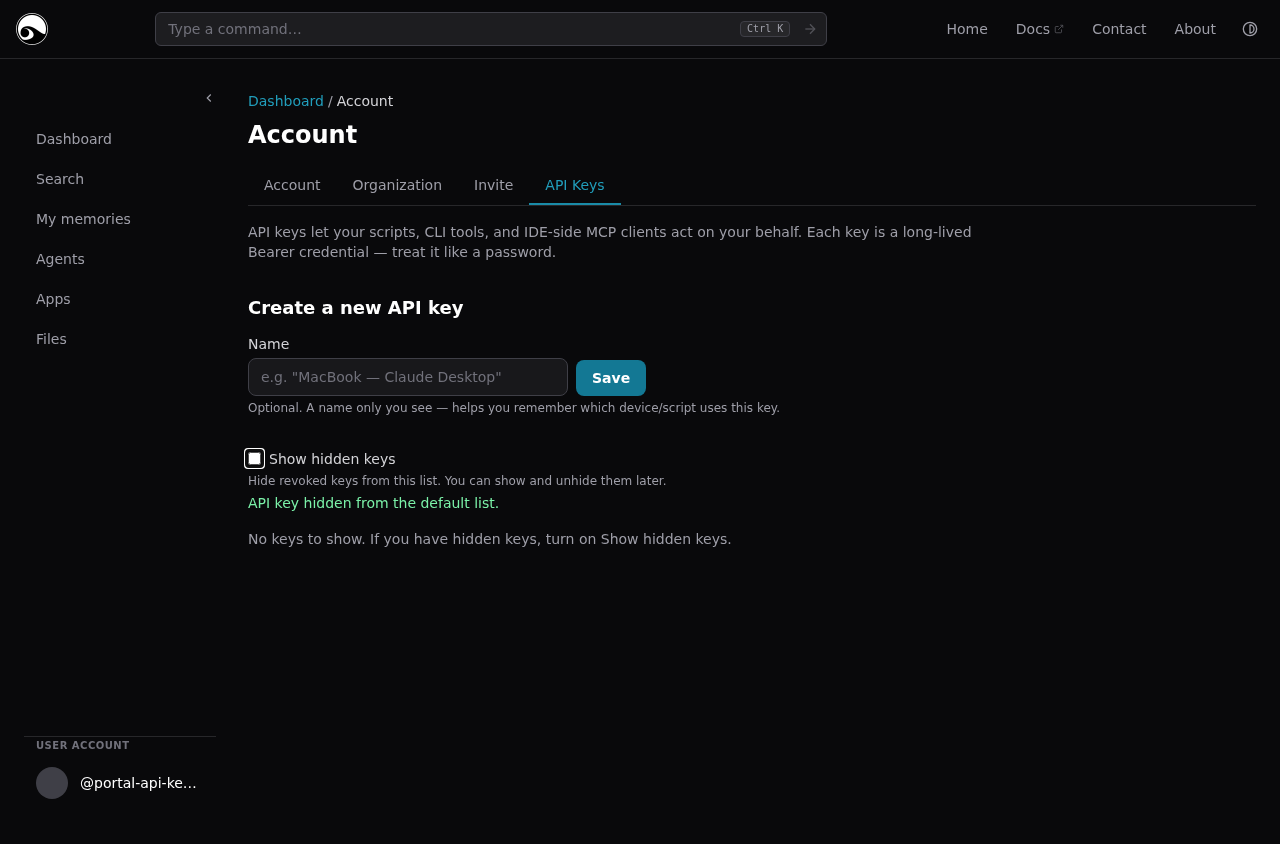 Type a command...
Ctrl K
Home
Docs
Contact
About
Dashboard
Search
My memories
Agents
Apps
Files
USER ACCOUNT
@portal-api-ke...
Dashboard / Account
Account
Account
Organization
Invite
API Keys
API keys let your scripts, CLI tools, and IDE-side MCP clients act on your behalf. Each key is a long-lived
Bearer credential — treat it like a password.
Create a new API key
Name
e.g. "MacBook — Claude Desktop"
Save
Optional. A name only you see — helps you remember which device/script uses this key.
Show hidden keys
Hide revoked keys from this list. You can show and unhide them later.
API key hidden from the default list.
No keys to show. If you have hidden keys, turn on Show hidden keys.